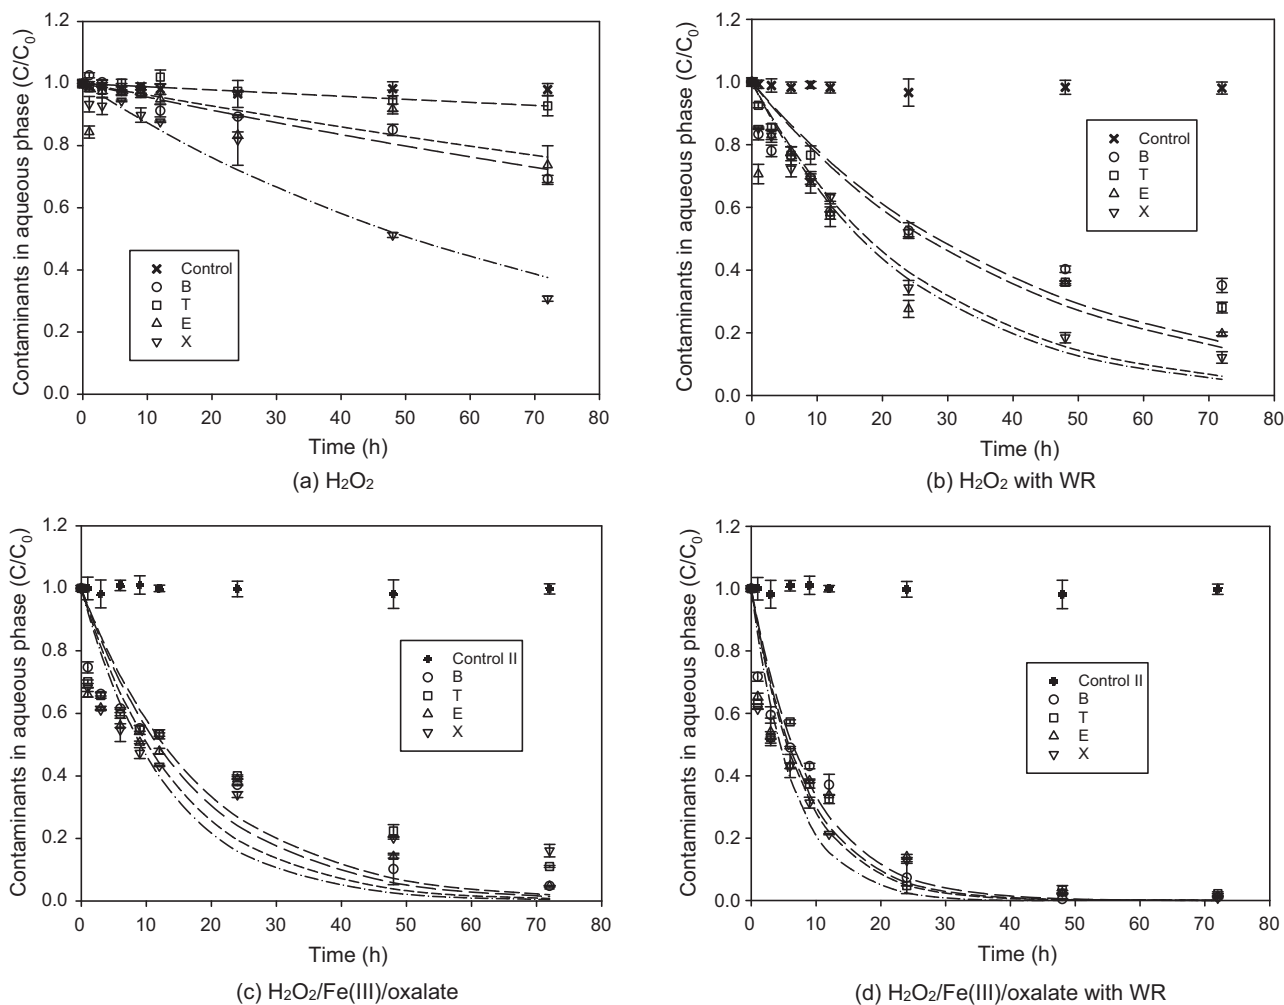 1.2
1.0
0.8
0.6
0.4
0.2
0.0
0 10 20 30 40 50 60 70 80
Contaminants in aqueous phase (C/C₀)
Control
B
T
E
X
Time (h)
(a) H₂O₂
1.2
1.0
0.8
0.6
0.4
0.2
0.0
0 10 20 30 40 50 60 70 80
Contaminants in aqueous phase (C/C₀)
Control
B
T
E
X
Time (h)
(b) H₂O₂ with WR
1.2
1.0
0.8
0.6
0.4
0.2
0.0
0 10 20 30 40 50 60 70 80
Contaminants in aqueous phase (C/C₀)
Control II
B
T
E
X
Time (h)
(c) H₂O₂/Fe(III)/oxalate
1.2
1.0
0.8
0.6
0.4
0.2
0.0
0 10 20 30 40 50 60 70 80
Contaminants in aqueous phase (C/C₀)
Control II
B
T
E
X
Time (h)
(d) H₂O₂/Fe(III)/oxalate with WR